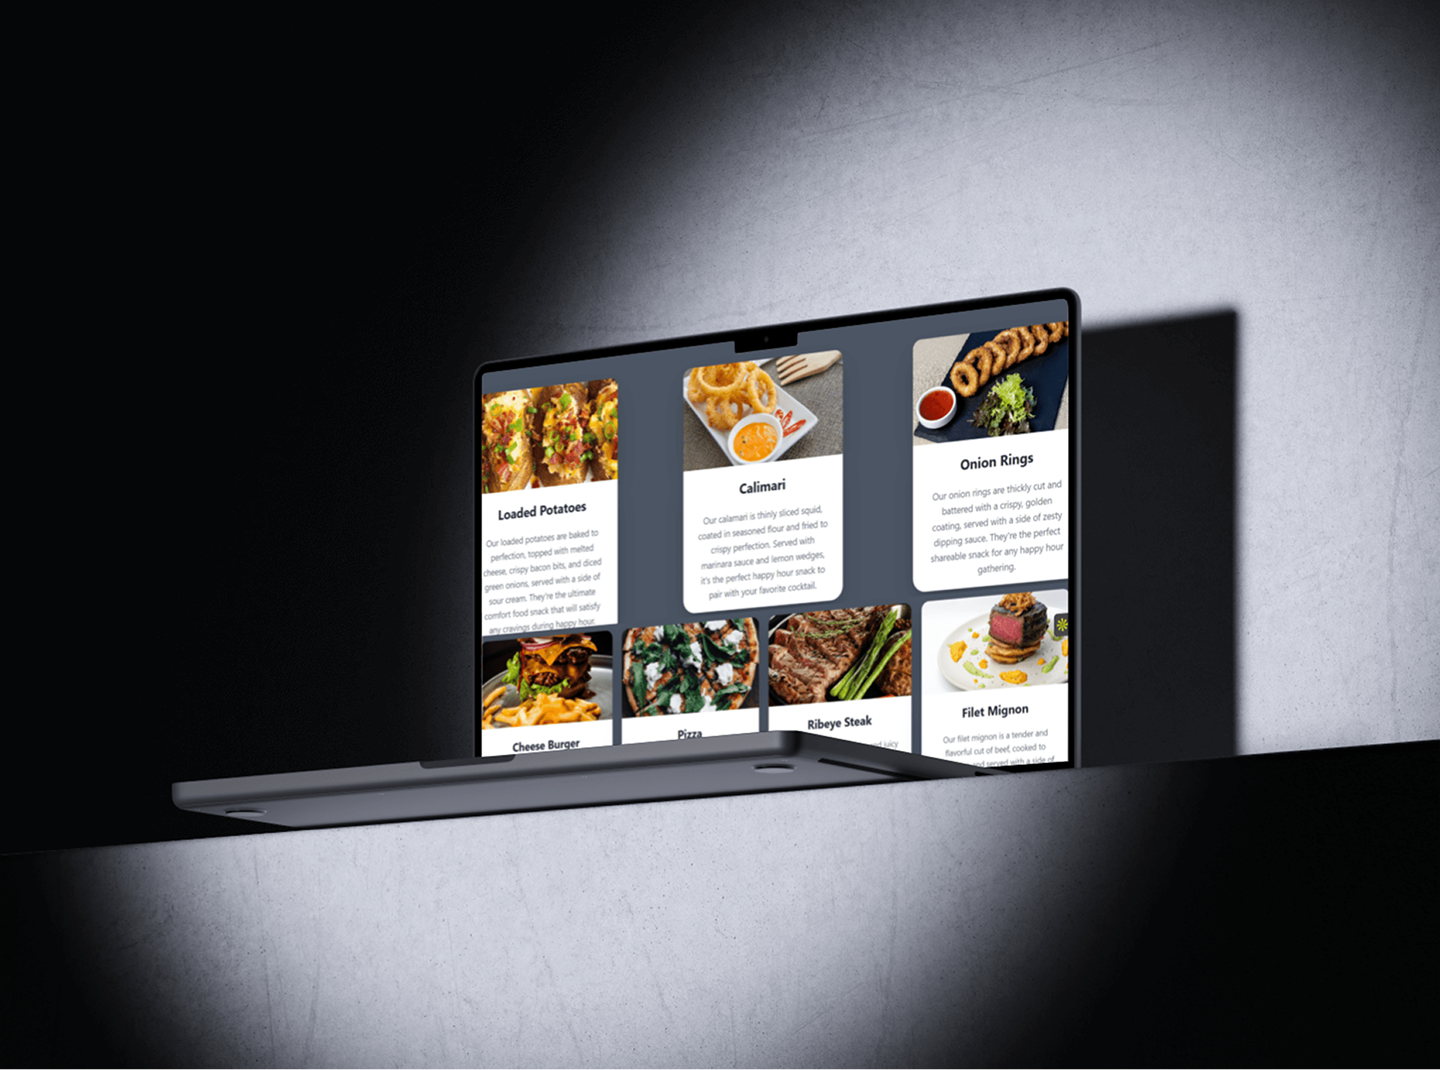 Loaded Potatoes
Our loaded potatoes are baked to
perfection, topped with melted
cheese, crispy bacon bits, and diced
green onions, served with a side of
sour cream. They're the ultimate
comfort food snack that will satisfy
any cravings during happy hour.
Calimari
Our calamari is thinly sliced squid,
coated in seasoned flour and fried to
crispy perfection. Served with
marinara sauce and lemon wedges,
it's the perfect happy hour snack to
pair with your favorite cocktail.
Onion Rings
Our onion rings are thickly cut and
battered with a crispy, golden
coating, served with a side of zesty
dipping sauce. They're the perfect
shareable snack for any happy hour
gathering.
Cheese Burger
Pizza
Ribeye Steak
juicy
Filet Mignon
Our filet mignon is a tender and
flavorful cut of beef, cooked to
and served with a side of